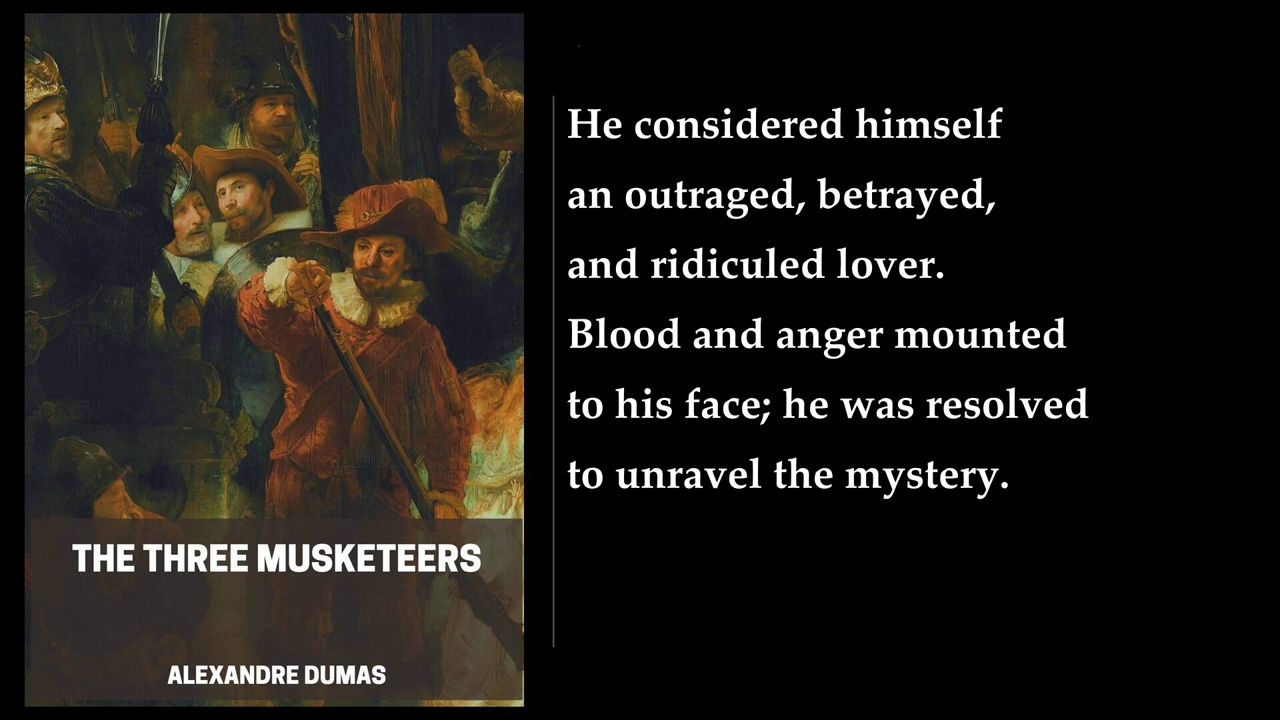 THE THREE MUSKETEERS
ALEXANDRE DUMAS
He considered himself
an outraged, betrayed,
and ridiculed lover.
Blood and anger mounted
to his face; he was resolved
to unravel the mystery.